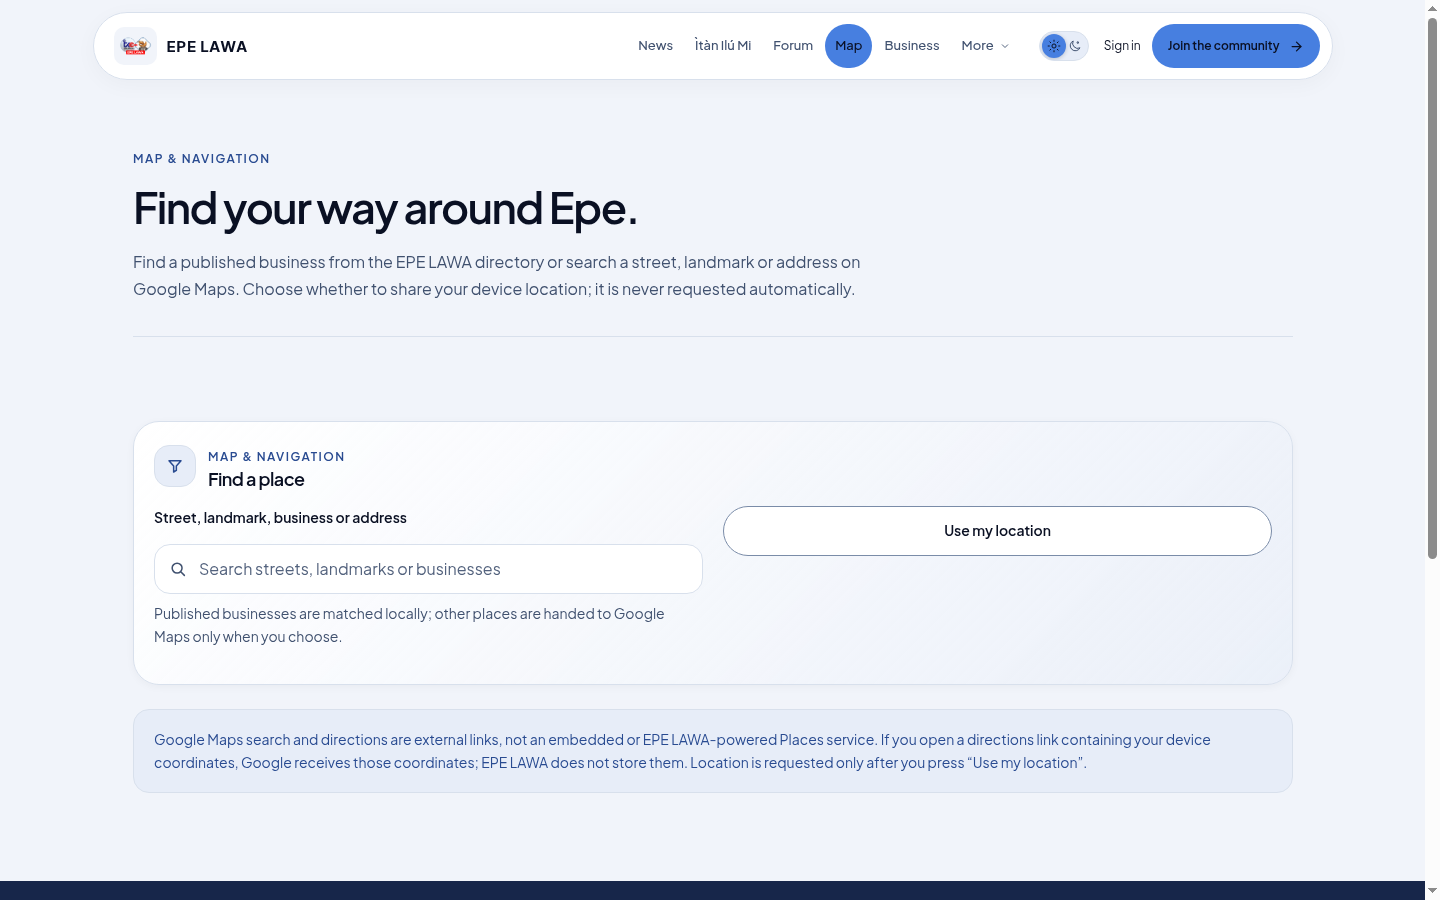 EPE LAWA
News
Ìtàn Ilú Mi
Forum
Map
Business
More
Sign in
Join the community
MAP & NAVIGATION
Find your way around Epe.
Find a published business from the EPE LAWA directory or search a street, landmark or address on
Google Maps. Choose whether to share your device location; it is never requested automatically.
MAP & NAVIGATION
Find a place
Street, landmark, business or address
Search streets, landmarks or businesses
Published businesses are matched locally; other places are handed to Google
Maps only when you choose.
Use my location
Google Maps search and directions are external links, not an embedded or EPE LAWA-powered Places service. If you open a directions link containing your device
coordinates, Google receives those coordinates; EPE LAWA does not store them. Location is requested only after you press “Use my location”.